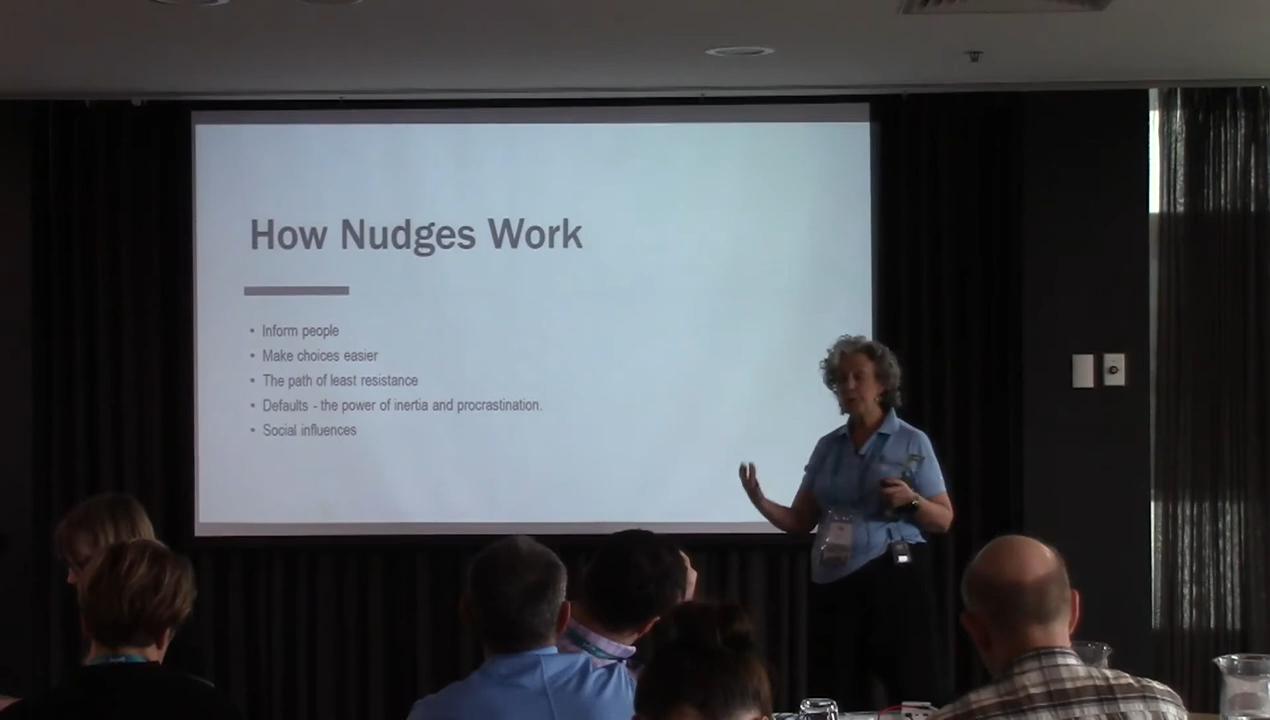 How Nudges Work
• Inform people
• Make choices easier
• The path of least resistance
• Defaults - the power of inertia and procrastination.
• Social influences